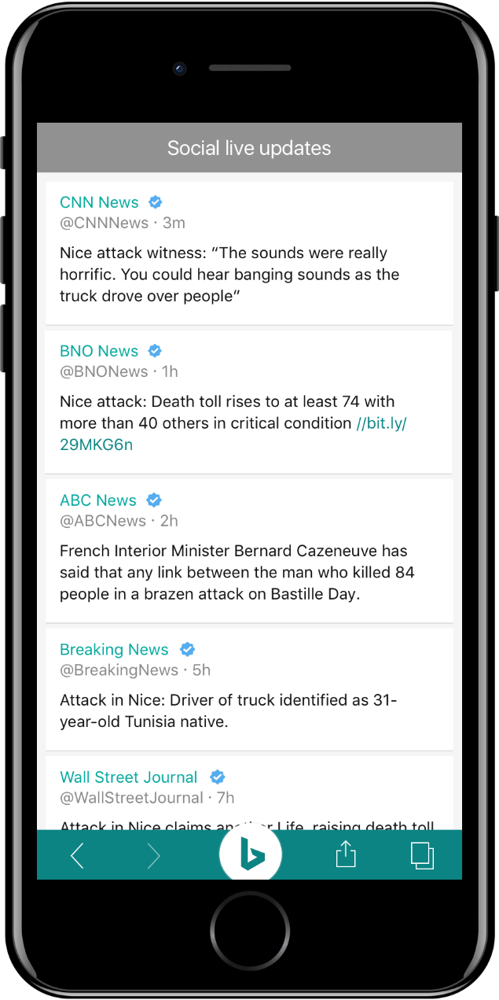 Social live updates
CNN News
@CNNNews · 3m
Nice attack witness: “The sounds were really
horrific. You could hear banging sounds as the
truck drove over people”
BNO News
@BNONews · 1h
Nice attack: Death toll rises to at least 74 with
more than 40 others in critical condition //bit.ly/
29MKG6n
ABC News
@ABCNews · 2h
French Interior Minister Bernard Cazeneuve has
said that any link between the man who killed 84
people in a brazen attack on Bastille Day.
Breaking News
@BreakingNews · 5h
Attack in Nice: Driver of truck identified as 31-
year-old Tunisia native.
Wall Street Journal
@WallStreetJournal · 7h
Attack in Nice claims another Life, raising death toll